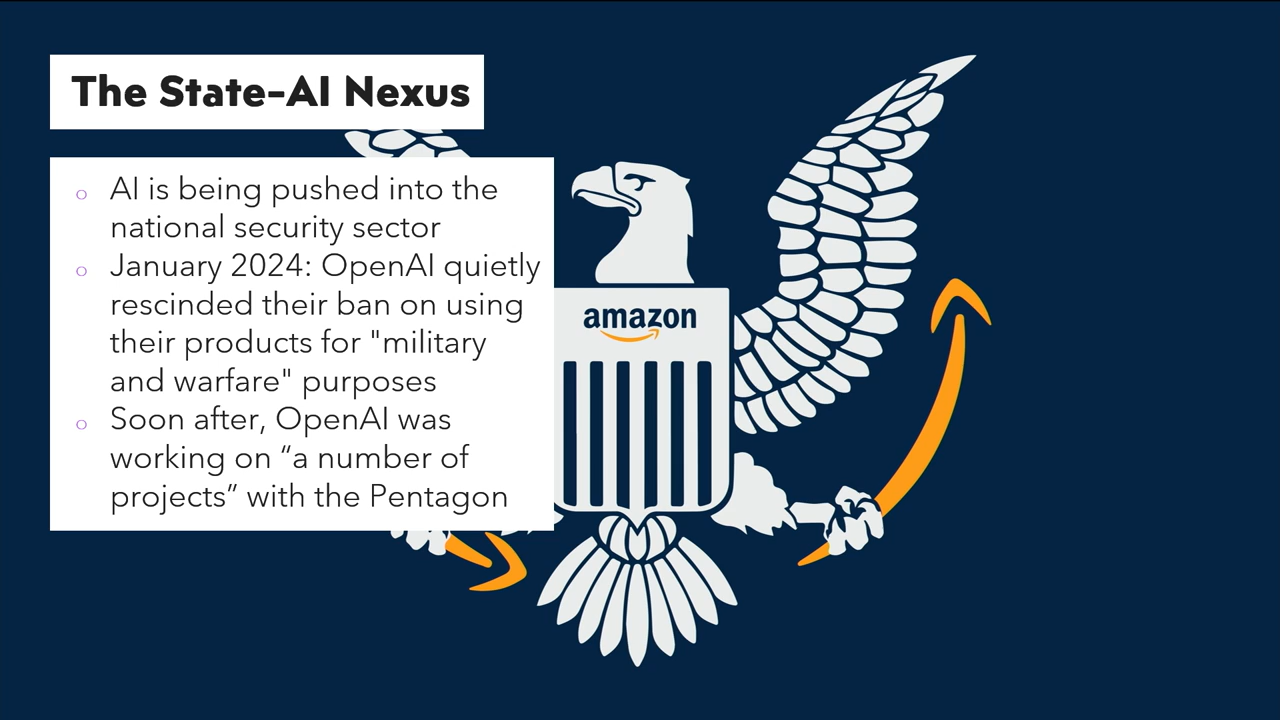 The State-AI Nexus
o AI is being pushed into the
national security sector
o January 2024: OpenAI quietly
rescinded their ban on using
their products for "military
and warfare" purposes
o Soon after, OpenAI was
working on “a number of
projects” with the Pentagon
amazon